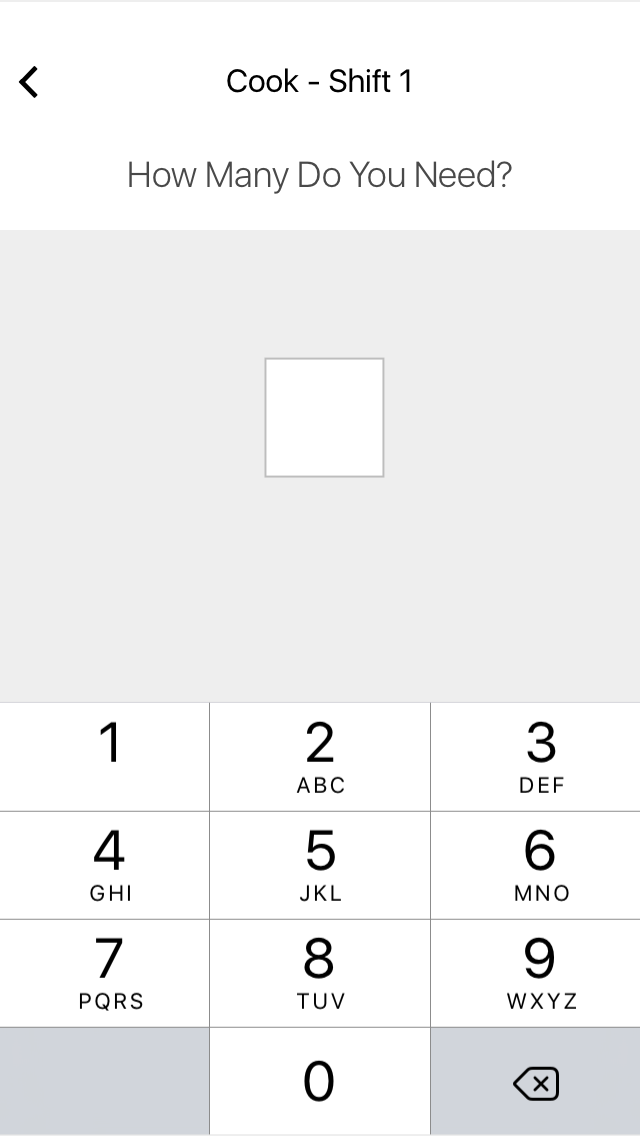 Cook - Shift 1
How Many Do You Need?
1
2
3
ABC
DEF
4
5
6
GHI
JKL
MNO
7
8
9
PQRS
TUV
WXYZ
0